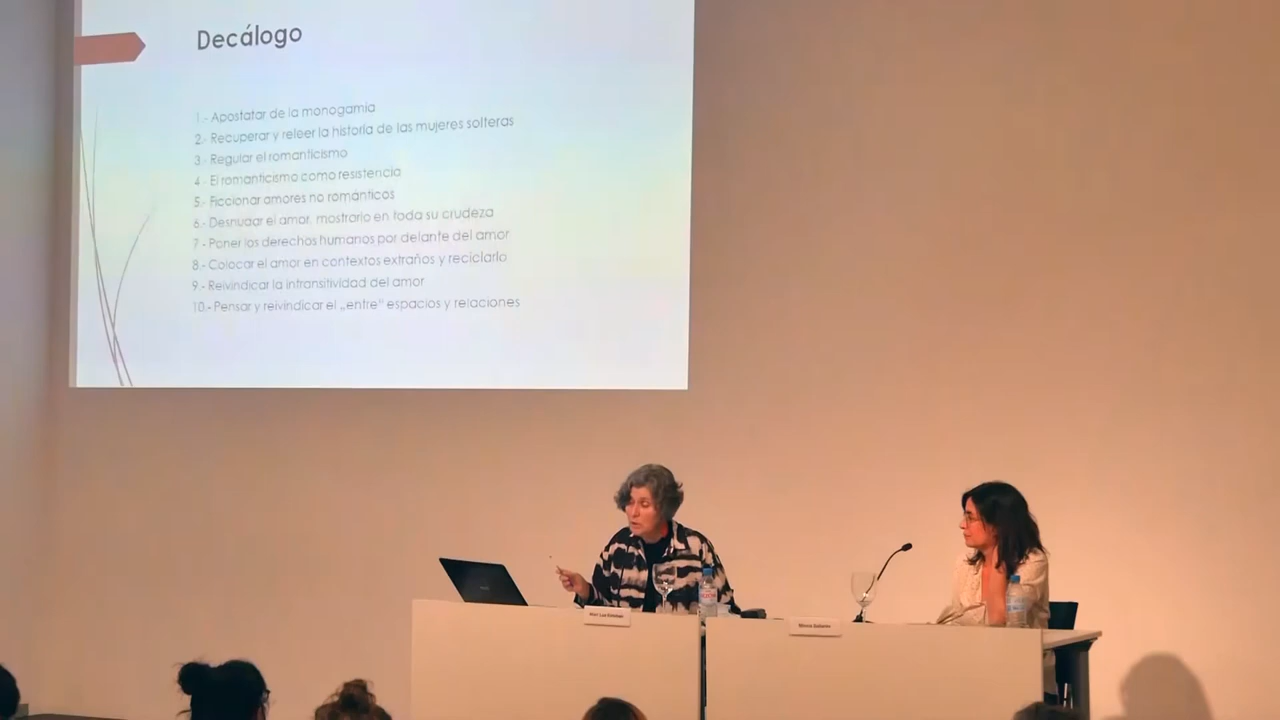 Decálogo
1.- Apostatar de la monogamia
2.- Recuperar y releer la historia de las mujeres solteras
3.- Regular el romanticismo
4.- El romanticismo como resistencia
5.- Ficcionar amores no románticos
6.- Desnudar el amor, mostrarlo en toda su crudeza
7.- Poner los derechos humanos por delante del amor
8.- Colocar el amor en contextos extraños y reciclarlo
9.- Reivindicar la intransitividad del amor
10.- Pensar y reivindicar el „entre“ espacios y relaciones
Mari Luz Esteban